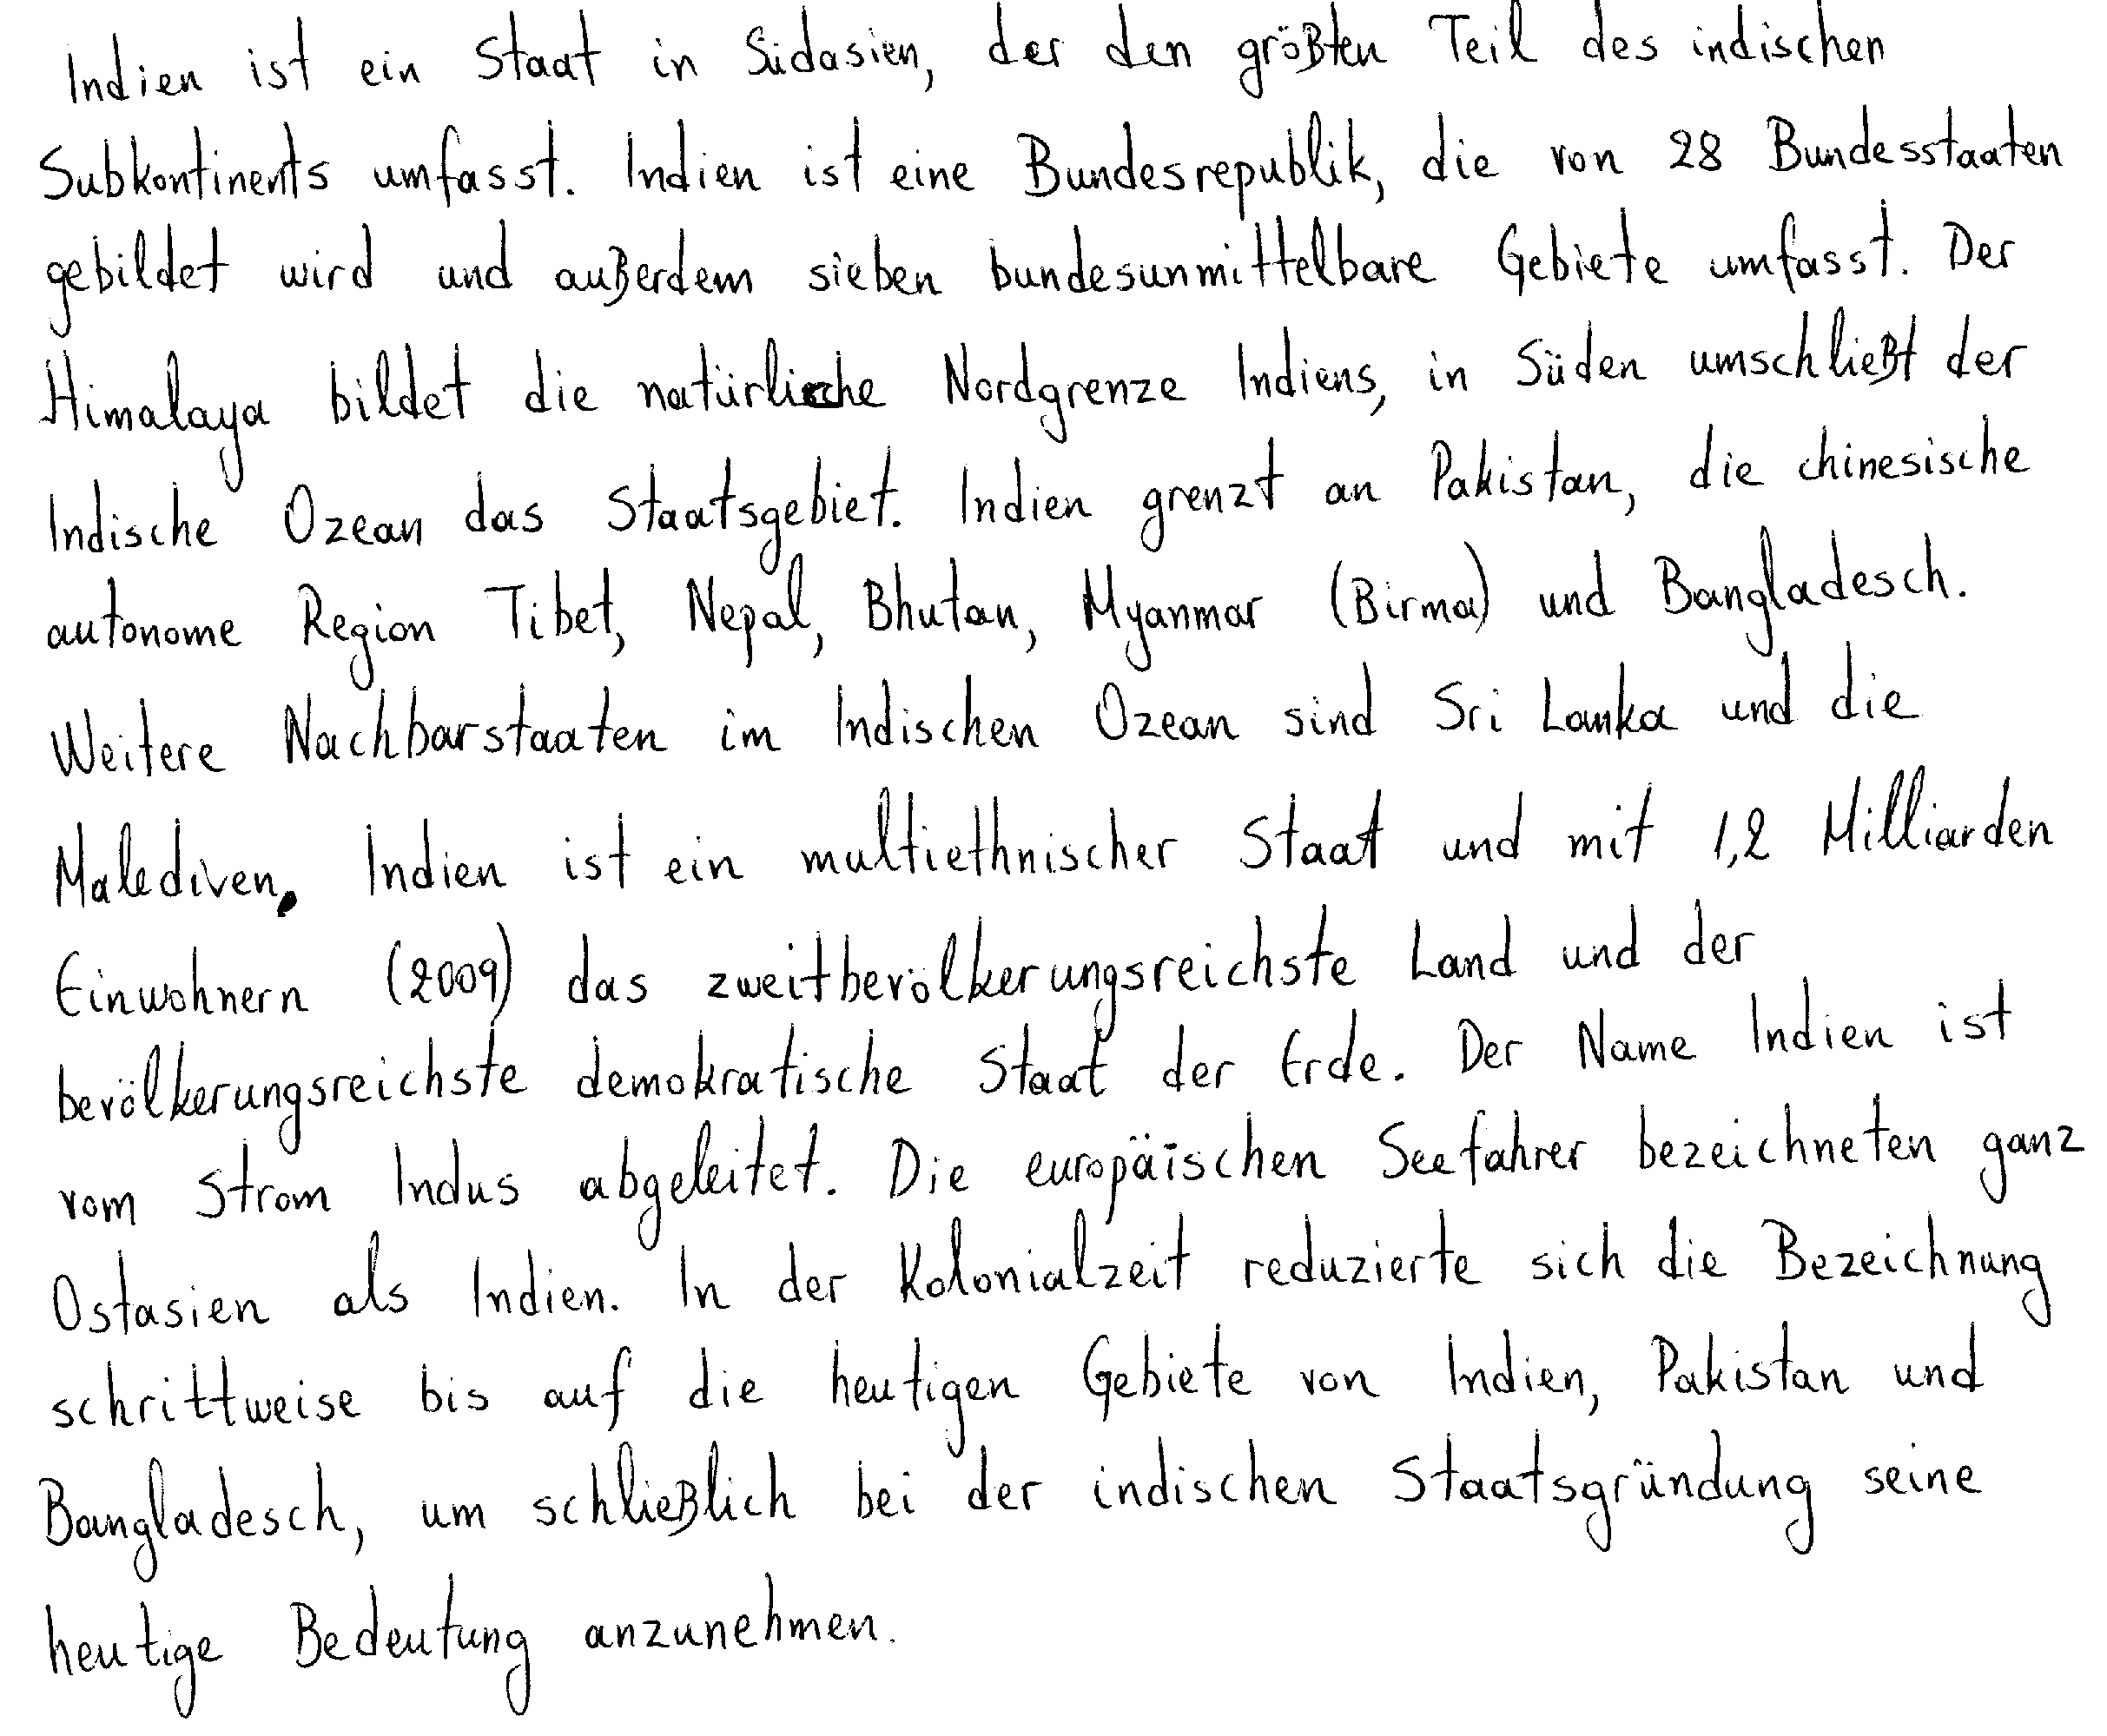 Indien ist ein Staat in Südasien, der den größten Teil des indischen
Subkontinents umfasst. Indien ist eine Bundesrepublik, die von 28 Bundesstaaten
gebildet wird und außerdem sieben bundesunmittelbare Gebiete umfasst. Der
Himalaya bildet die natürliche Nordgrenze Indiens, in Süden umschließt der
Indische Ozean das Staatsgebiet. Indien grenzt an Pakistan, die chinesische
autonome Region Tibet, Nepal, Bhutan, Myanmar (Birma) und Bangladesch.
Weitere Nachbarstaaten im Indischen Ozean sind Sri Lanka und die
Malediven. Indien ist ein multiethnischer Staat und mit 1,2 Milliarden
Einwohnern (2009) das zweitbevölkerungsreichste Land und der
bevölkerungsreichste demokratische Staat der Erde. Der Name Indien ist
vom Strom Indus abgeleitet. Die europäischen Seefahrer bezeichneten ganz
Ostasien als Indien. In der Kolonialzeit reduzierte sich die Bezeichnung
schrittweise bis auf die heutigen Gebiete von Indien, Pakistan und
Bangladesch, um schließlich bei der indischen Staatsgründung seine
heutige Bedeutung anzunehmen.